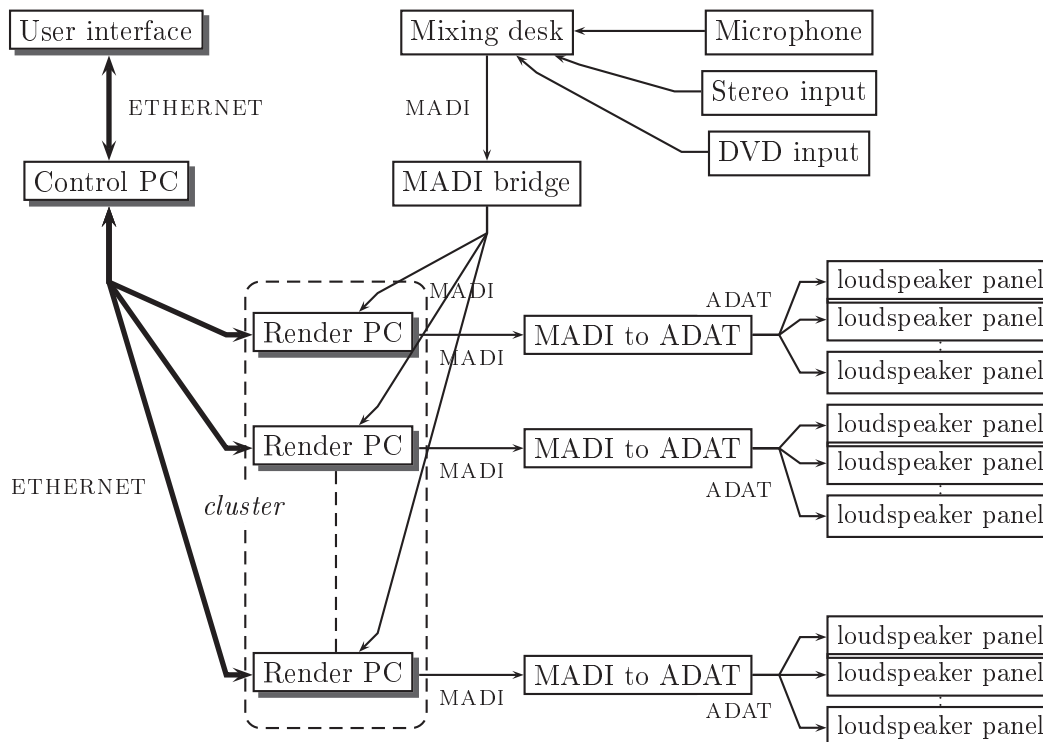 User interface
Mixing desk
Microphone
Stereo input
DVD input
ETHERNET
MADI
Control PC
MADI bridge
MADI
Render PC
MADI
MADI to ADAT
ADAT
loudspeaker panel
loudspeaker panel
loudspeaker panel
Render PC
MADI
MADI to ADAT
ADAT
loudspeaker panel
loudspeaker panel
loudspeaker panel
ETHERNET
cluster
Render PC
MADI
MADI to ADAT
ADAT
loudspeaker panel
loudspeaker panel
loudspeaker panel